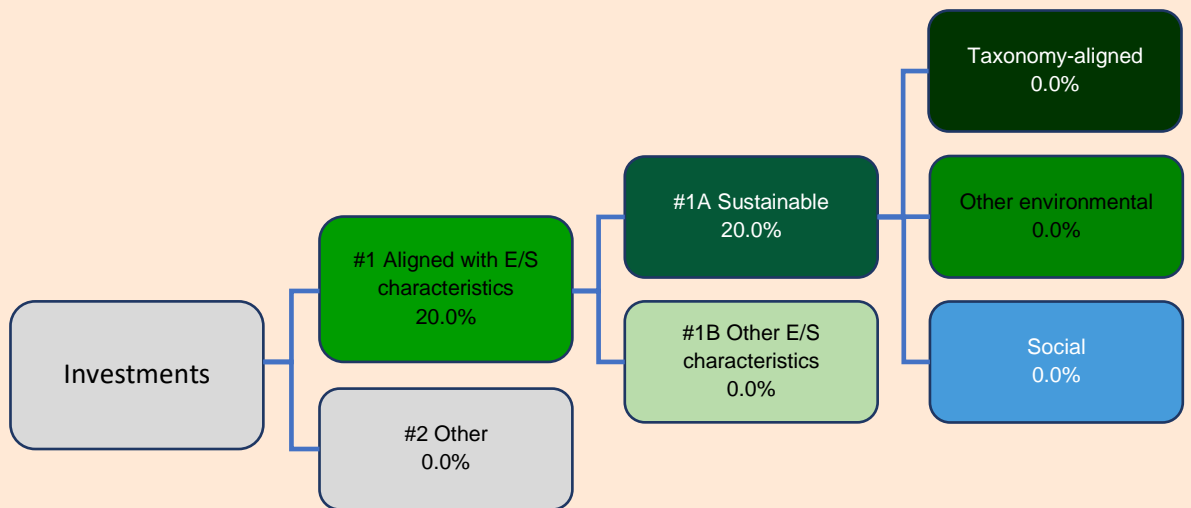 Investments
#1 Aligned with E/S
characteristics
20.0%
#2 Other
0.0%
#1A Sustainable
20.0%
#1B Other E/S
characteristics
0.0%
Taxonomy-aligned
0.0%
Other environmental
0.0%
Social
0.0%